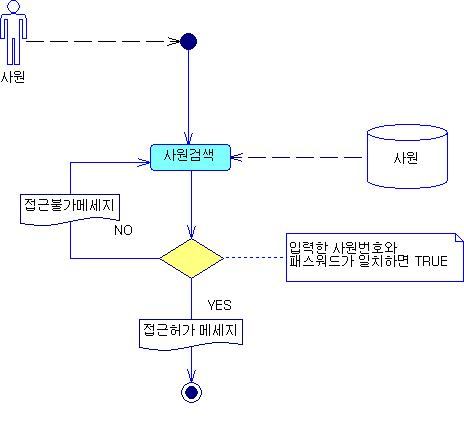 사원
사원검색
사원
접근불가메세지
NO
입력한 사원번호와
패스워드가 일치하면 TRUE
YES
접근허가 메세지